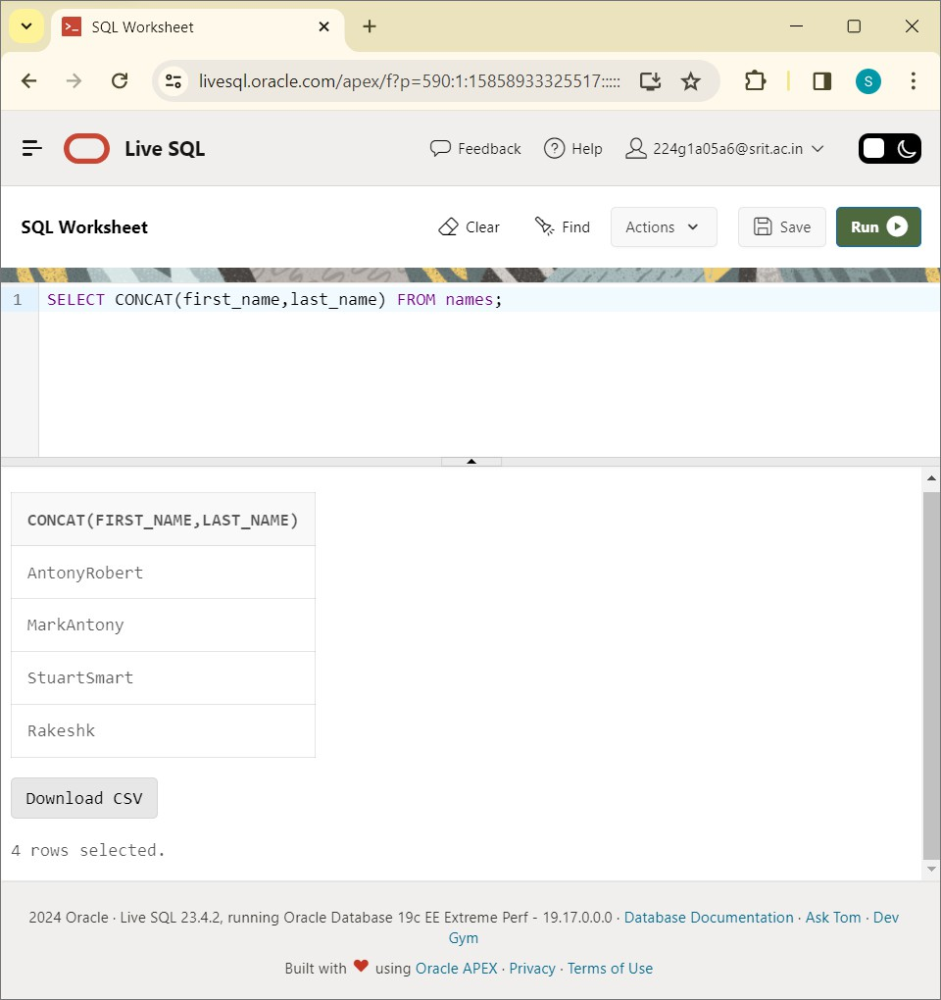 SQL Worksheet
livesql.oracle.com/apex/f?p=590:1:15858933325517:::::
S
Live SQL
Feedback
Help
224g1a05a6@srit.ac.in
SQL Worksheet
Clear
Find
Actions
Save
Run
1 SELECT CONCAT(first_name,last_name) FROM names;
CONCAT(FIRST_NAME,LAST_NAME)
AntonyRobert
MarkAntony
StuartSmart
Rakeshk
Download CSV
4 rows selected.
2024 Oracle · Live SQL 23.4.2, running Oracle Database 19c EE Extreme Perf - 19.17.0.0.0 · Database Documentation · Ask Tom · Dev
Gym
Built with ❤ using Oracle APEX · Privacy · Terms of Use